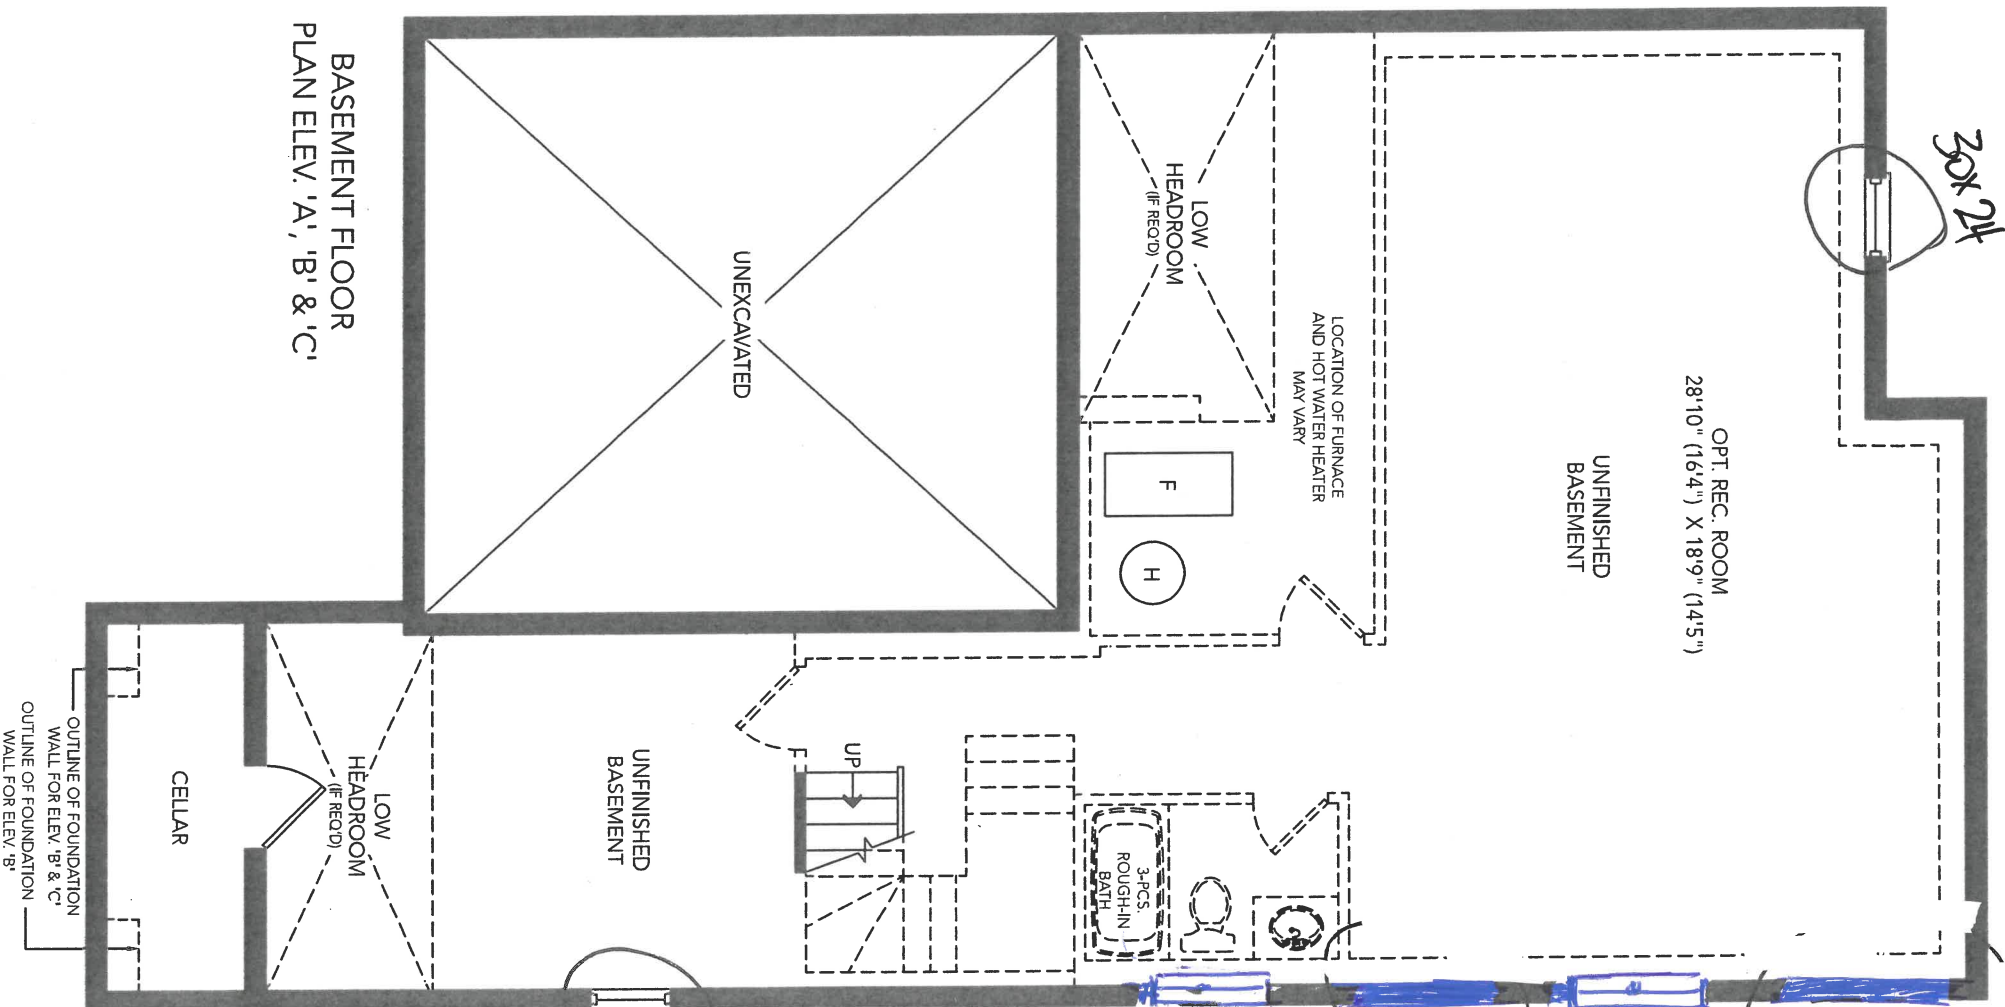 BASEMENT FLOOR
PLAN ELEV. 'A', 'B' & 'C'
30X24
OPT. REC. ROOM
28'10" (16'4") X 18'9" (14'5")
UNFINISHED
BASEMENT
LOCATION OF FURNACE
AND HOT WATER HEATER
MAY VARY
LOW
HEADROOM
(IF REQ'D)
F
H
UNEXCAVATED
3-PCS.
ROUGH-IN
BATH
UP
UNFINISHED
BASEMENT
LOW
HEADROOM
(IF REQ'D)
CELLAR
OUTLINE OF FOUNDATION
WALL FOR ELEV. 'B' & 'C'
OUTLINE OF FOUNDATION
WALL FOR ELEV. 'B'